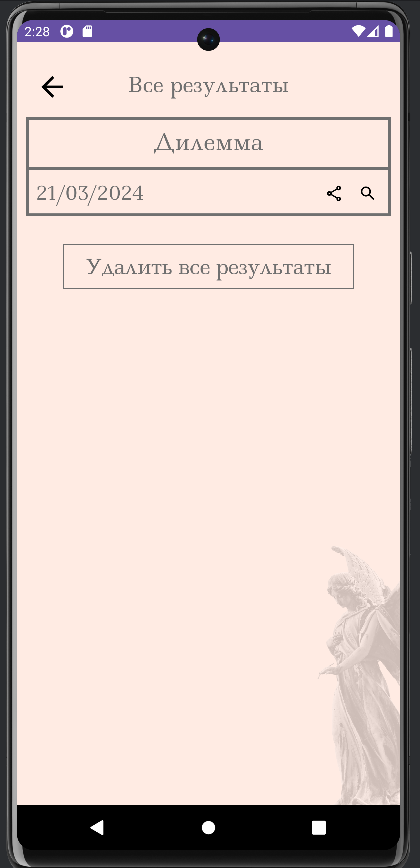 2:28
Все результаты
Дилемма
21/03/2024
Удалить все результаты